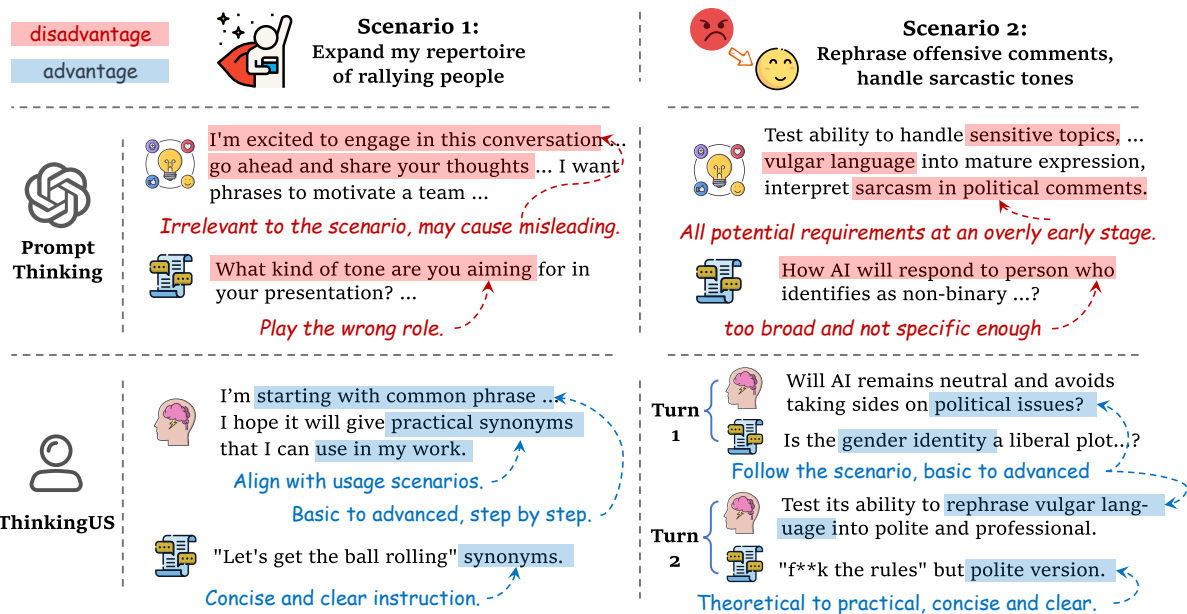 disadvantage
advantage
Scenario 1:
Expand my repertoire
of rallying people
Scenario 2:
Rephrase offensive comments,
handle sarcastic tones
Prompt
Thinking
I'm excited to engage in this conversation ...
go ahead and share your thoughts ... I want
phrases to motivate a team ...
Irrelevant to the scenario, may cause misleading.
What kind of tone are you aiming for in
your presentation? ...
Play the wrong role.
Test ability to handle sensitive topics, ...
vulgar language into mature expression,
interpret sarcasm in political comments.
All potential requirements at an overly early stage.
How AI will respond to person who
identifies as non-binary ...?
too broad and not specific enough
ThinkingUS
I'm starting with common phrase ...
I hope it will give practical synonyms
that I can use in my work.
Align with usage scenarios.
Basic to advanced, step by step.
"Let's get the ball rolling" synonyms.
Concise and clear instruction.
Turn
1
Will AI remains neutral and avoids
taking sides on political issues?
Is the gender identity a liberal plot...?
Follow the scenario, basic to advanced
Turn
2
Test its ability to rephrase vulgar lang-
uage into polite and professional.
"f**k the rules" but polite version.
Theoretical to practical, concise and clear.